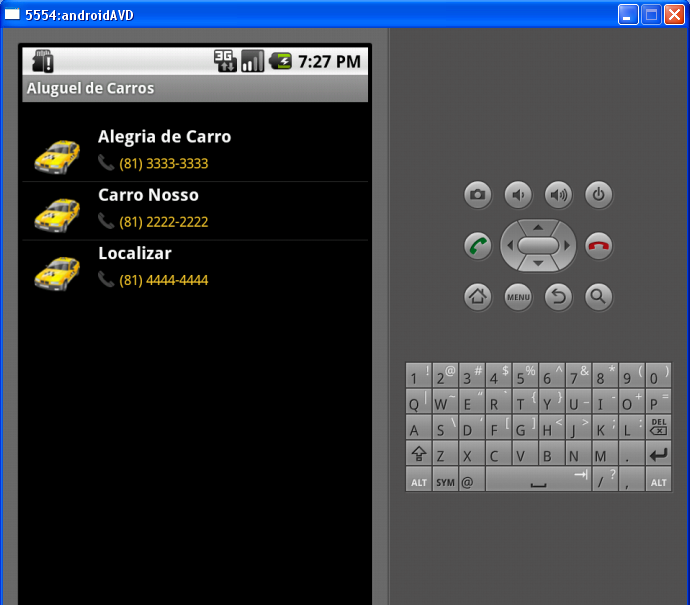 5554:androidAVD
3G 7:27 PM
Aluguel de Carros
Alegria de Carro
(81) 3333-3333
Carro Nosso
(81) 2222-2222
Localizar
(81) 4444-4444
MENU
1 ! 2 @ 3 # 4 $ 5 % 6 ^ 7 & 8 * 9 ( 0 )
Q | W ~ E " R ` T { Y } U _ I - O + P =
A S \ D ' F [ G ] H < J > K ; L : DEL
Z X C V B N M .
ALT SYM @ / ? , ALT